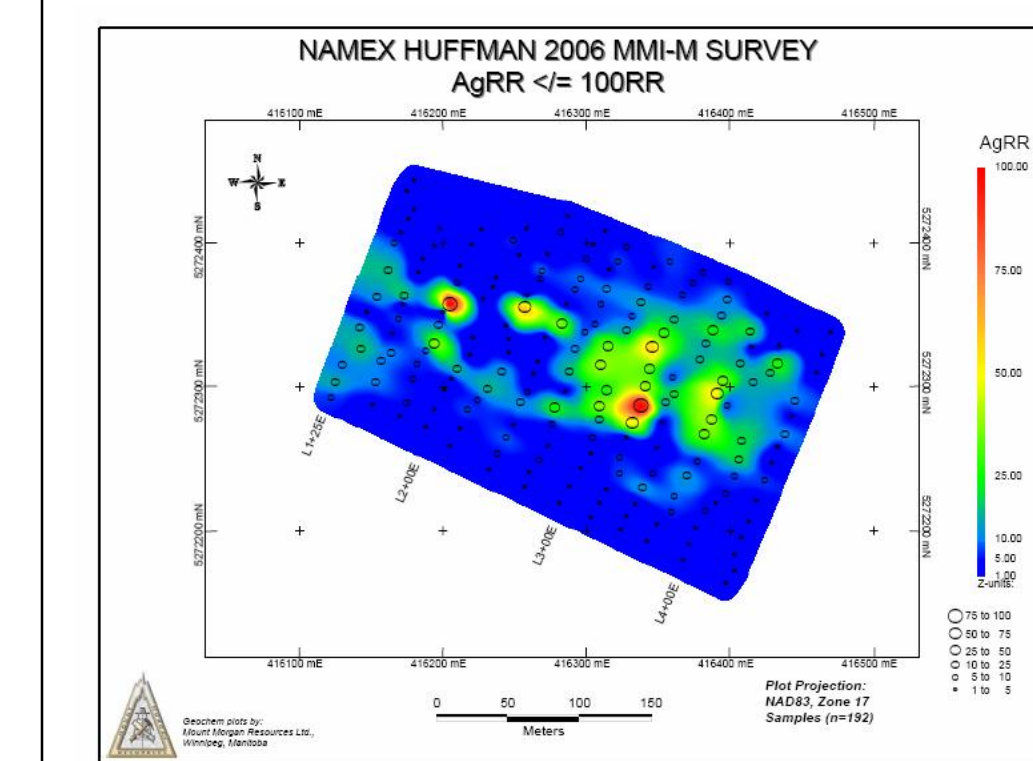 NAMEX HUFFMAN 2006 MMI-M SURVEY
AgRR </= 100RR
416100 mE 416200 mE 416300 mE 416400 mE 416500 mE
N
W E
S
5272400 mN
5272300 mN
5272200 mN
5272400 mN
5272300 mN
5272200 mN
L1+25E
L2+00E
L3+00E
L4+00E
416100 mE 416200 mE 416300 mE 416400 mE 416500 mE
AgRR
100.00
75.00
50.00
25.00
10.00
5.00
1.00
Z-units:
75 to 100
50 to 75
25 to 50
10 to 25
5 to 10
1 to 5
Geochem plots by:
Mount Morgan Resources Ltd.,
Winnipeg, Manitoba
0 50 100 150
Meters
Plot Projection:
NAD83, Zone 17
Samples (n=192)